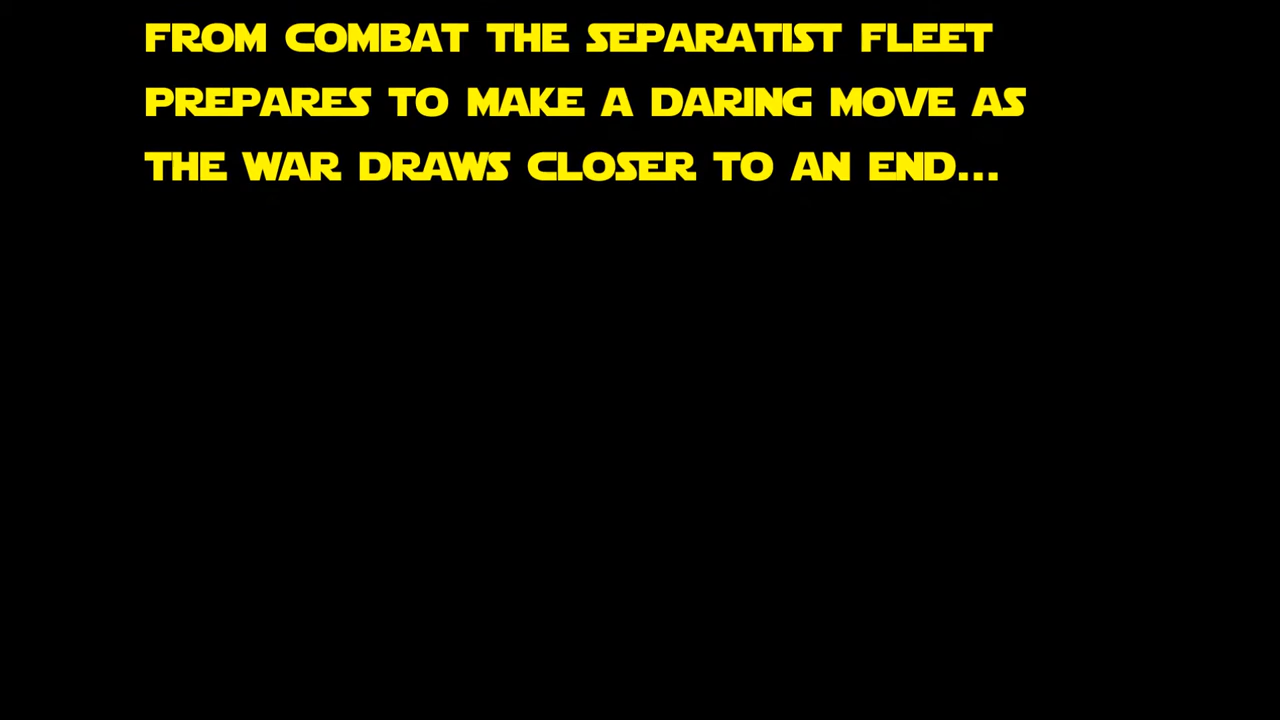 FROM COMBAT THE SEPARATIST FLEET
PREPARES TO MAKE A DARING MOVE AS
THE WAR DRAWS CLOSER TO AN END...